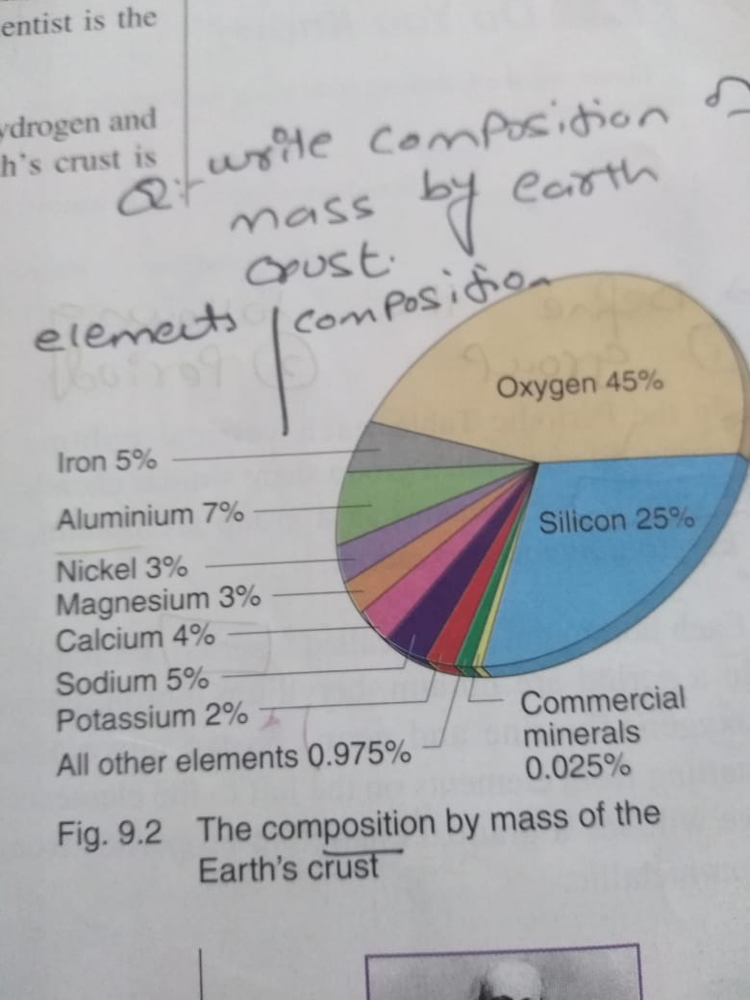 entist is the
ydrogen and
h's crust is
Q:- write composition of
mass by earth
crust.
elements | composition
Oxygen 45%
Iron 5%
Silicon 25%
Aluminium 7%
Nickel 3%
Magnesium 3%
Calcium 4%
Sodium 5%
Potassium 2%
All other elements 0.975%
Commercial
minerals
0.025%
Fig. 9.2 The composition by mass of the
Earth's crust